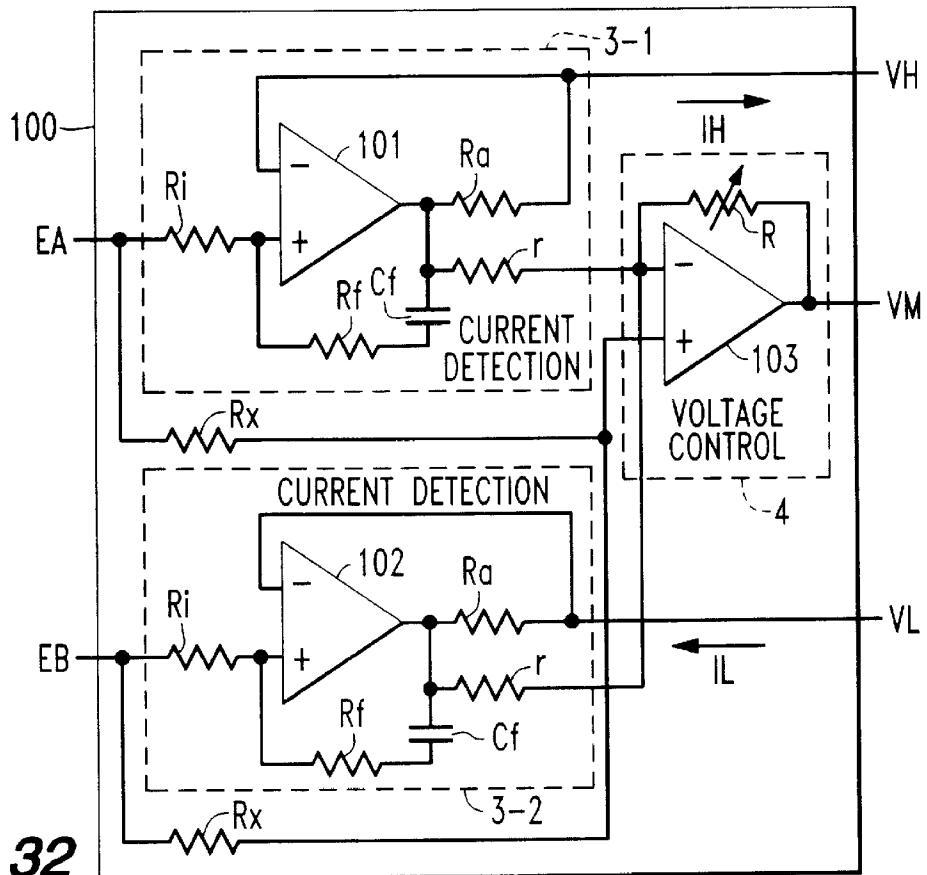 3-1
VH
100
101
Ra
IH
Ri
R
EA
r
VM
Rf
Cf
CURRENT
DETECTION
103
Rx
VOLTAGE
CONTROL
CURRENT DETECTION
4
102
Ra
Ri
VL
EB
r
IL
Rf
Cf
3-2
Rx
32